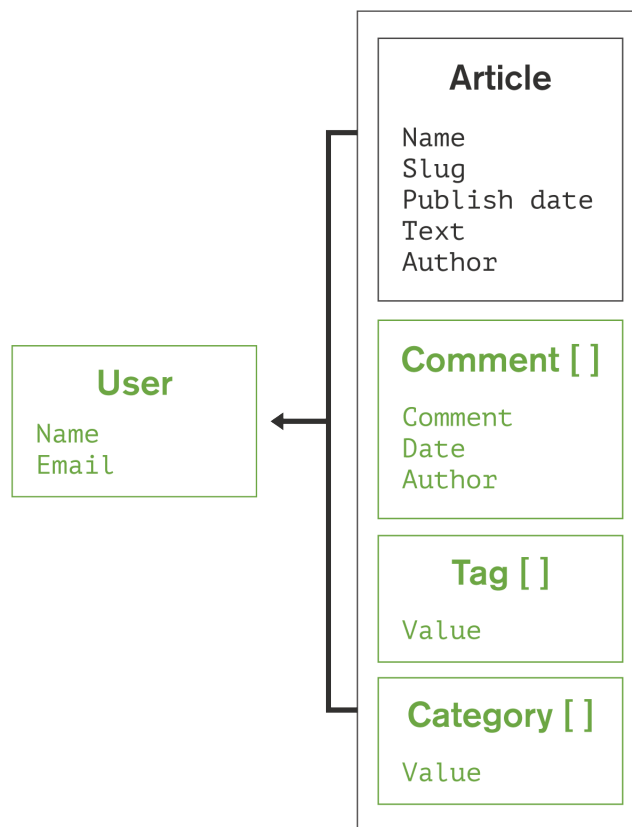 Article
Name
Slug
Publish date
Text
Author
User
Name
Email
Comment [ ]
Comment
Date
Author
Tag [ ]
Value
Category [ ]
Value